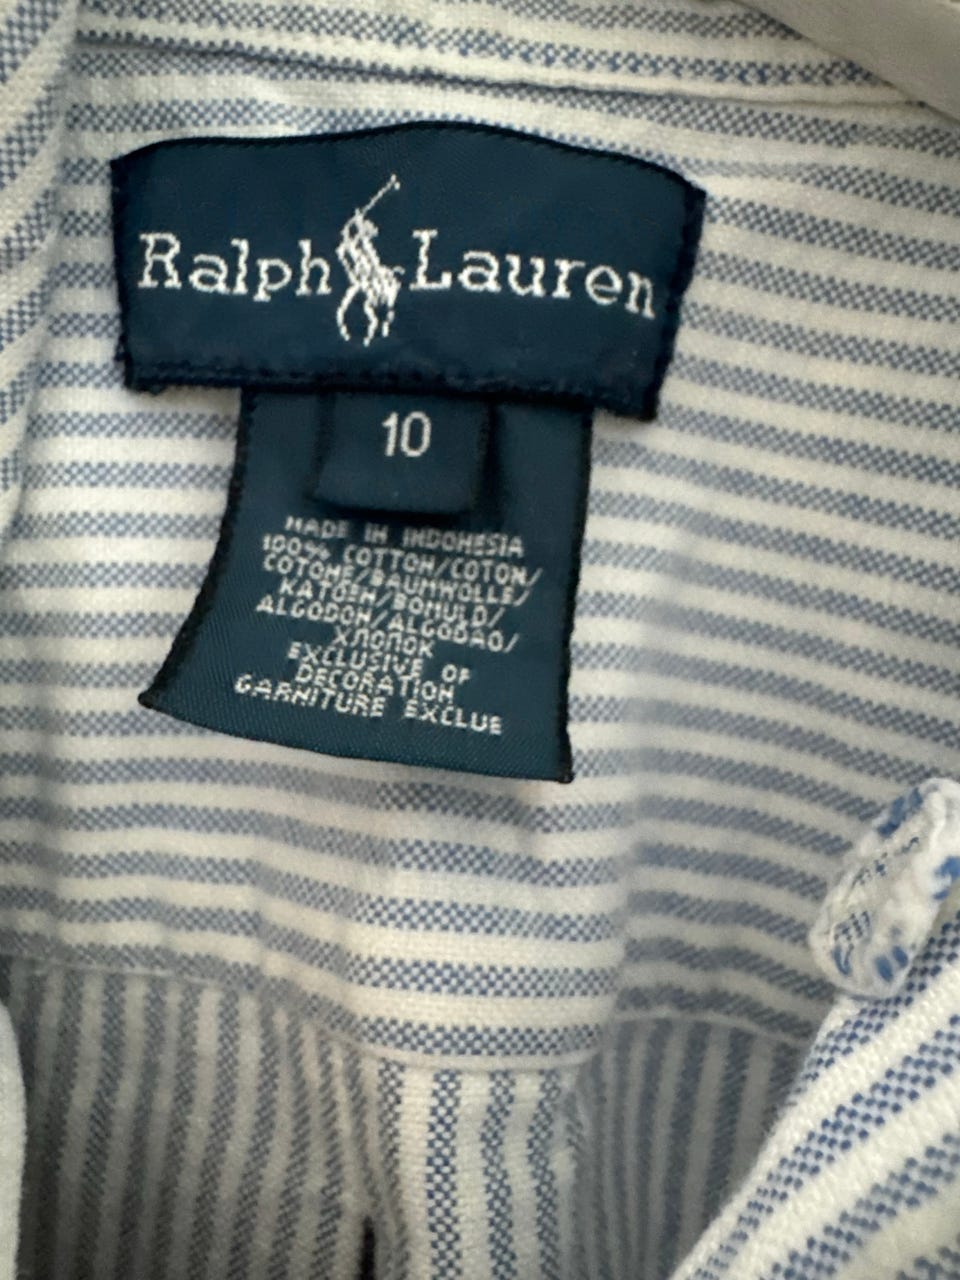 Ralph Lauren
10
MADE IN INDONESIA
100% COTTON/COTON/
COTONE/BAUMWOLLE/
KATOEN/BOMULD/
ALGODON/ALGODAO/
ХЛОПОК
EXCLUSIVE OF
DECORATION
GARNITURE EXCLUE